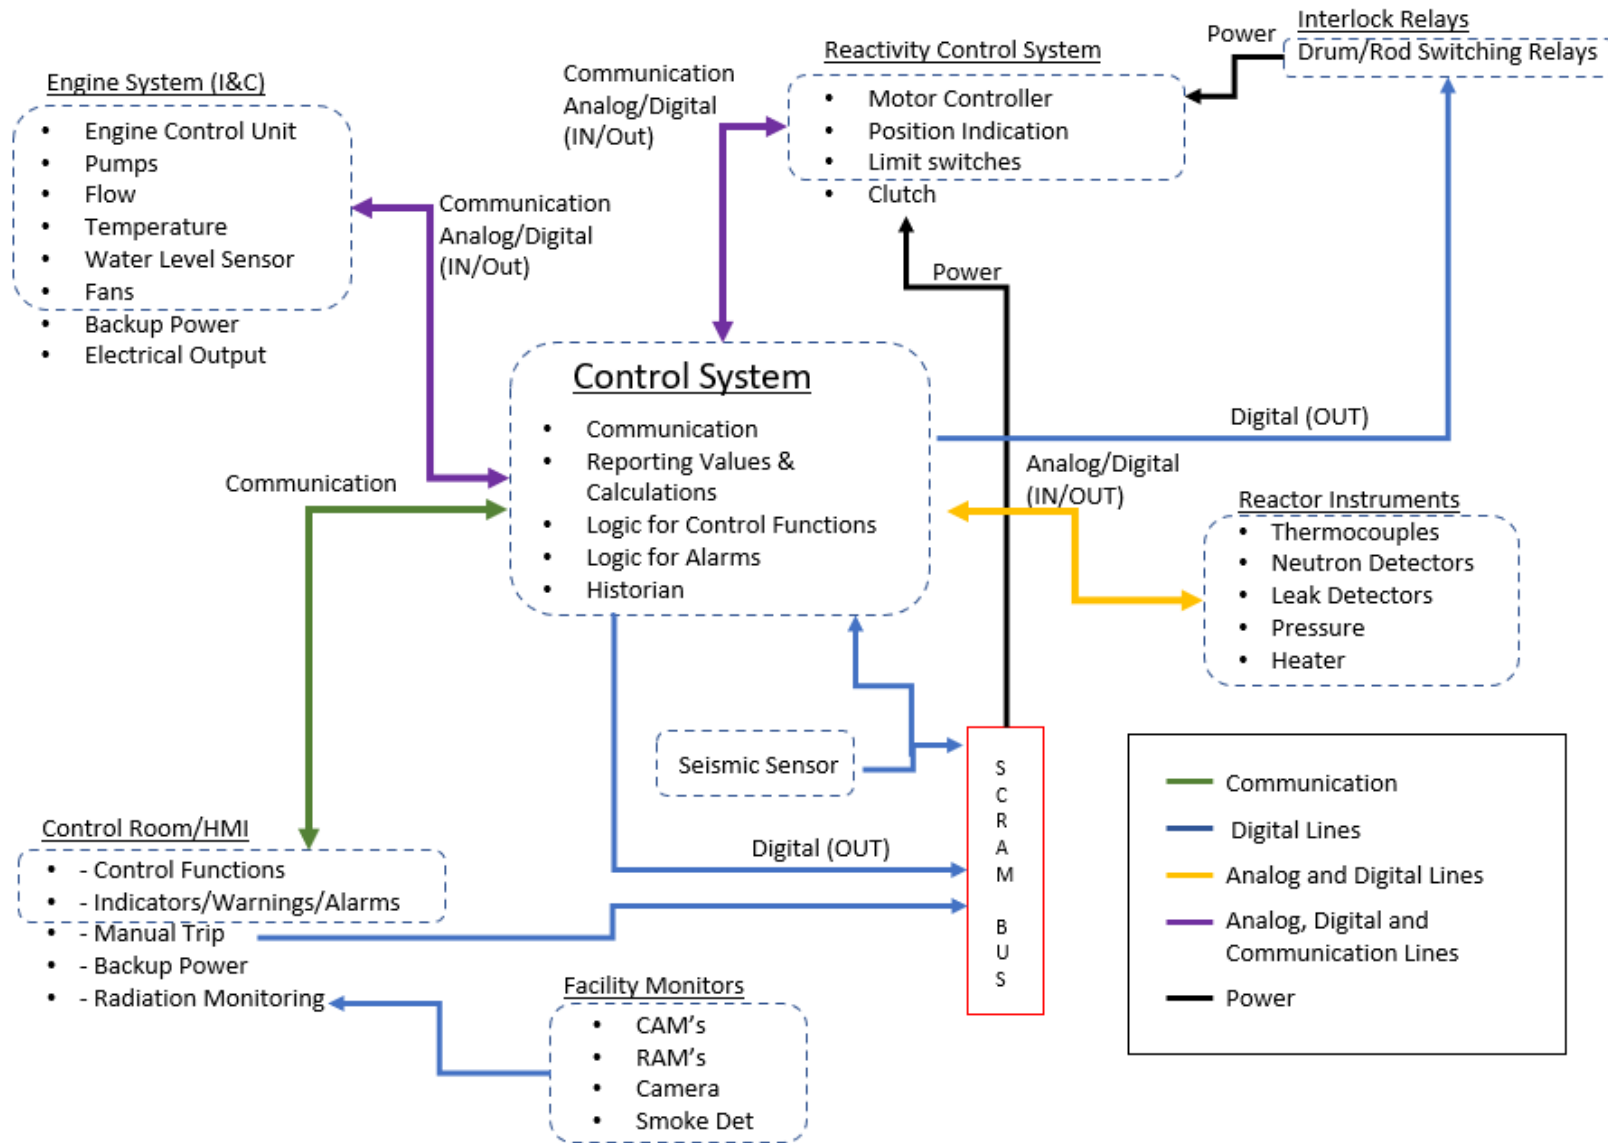 Interlock Relays
Drum/Rod Switching Relays
Power
Reactivity Control System
• Motor Controller
• Position Indication
• Limit switches
• Clutch
Communication
Analog/Digital
(IN/Out)
Engine System (I&C)
• Engine Control Unit
• Pumps
• Flow
• Temperature
• Water Level Sensor
• Fans
• Backup Power
• Electrical Output
Communication
Analog/Digital
(IN/Out)
Power
Control System
• Communication
• Reporting Values &
Calculations
• Logic for Control Functions
• Logic for Alarms
• Historian
Digital (OUT)
Analog/Digital
(IN/OUT)
Communication
Reactor Instruments
• Thermocouples
• Neutron Detectors
• Leak Detectors
• Pressure
• Heater
Seismic Sensor
SCRAM BUS
Communication
Digital Lines
Analog and Digital Lines
Analog, Digital and
Communication Lines
Power
Control Room/HMI
• - Control Functions
• - Indicators/Warnings/Alarms
• - Manual Trip
• - Backup Power
• - Radiation Monitoring
Digital (OUT)
Facility Monitors
• CAM’s
• RAM’s
• Camera
• Smoke Det